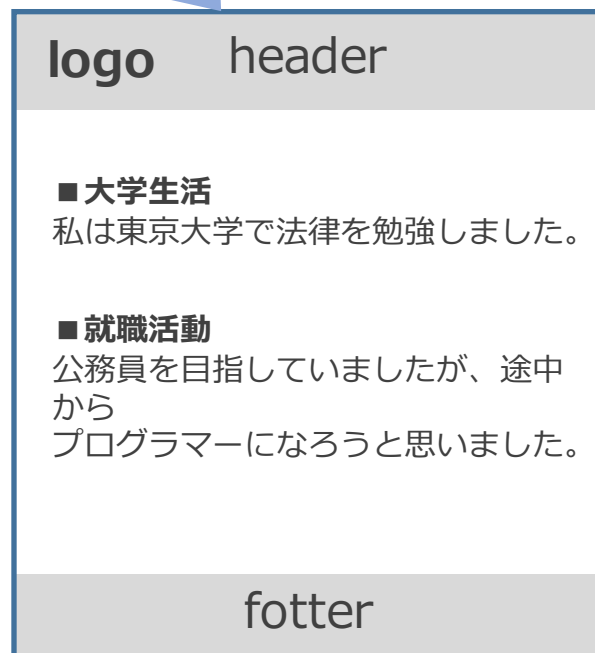 logo header
■大学生活
私は東京大学で法律を勉強しました。
■就職活動
公務員を目指していましたが、途中
から
プログラマーになろうと思いました。
fotter